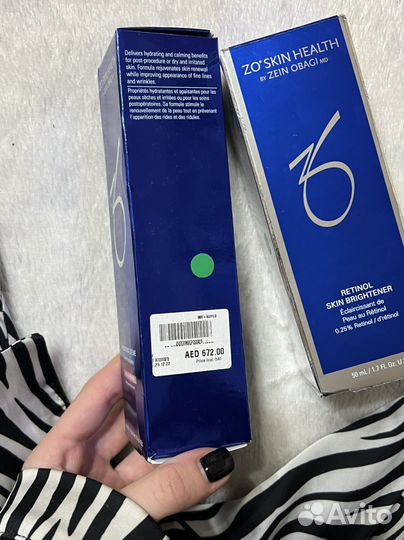 Delivers hydrating and calming benefits
for post-procedure or dry and irritated
skin. Formula rejuvenates skin renewal
while improving appearance of fine lines
and wrinkles.
Propriétés hydratantes et apaisantes pour les
peaux sèches et irritées ou pour les soins
postopératoires. Sa formule stimule le
renouvellement de la peau tout en prévenant
l'apparition des rides et des ridules.
AED 672.00
Price Incl. VAT
ZO® SKIN HEALTH
BY ZEIN OBAGI MD
RETINOL
SKIN BRIGHTENER
Éclaircissant de
Peau au Rétinol
0.25% Retinol / d'rétinol
50 mL / 1.7 Fl. Oz. U.S
Avito